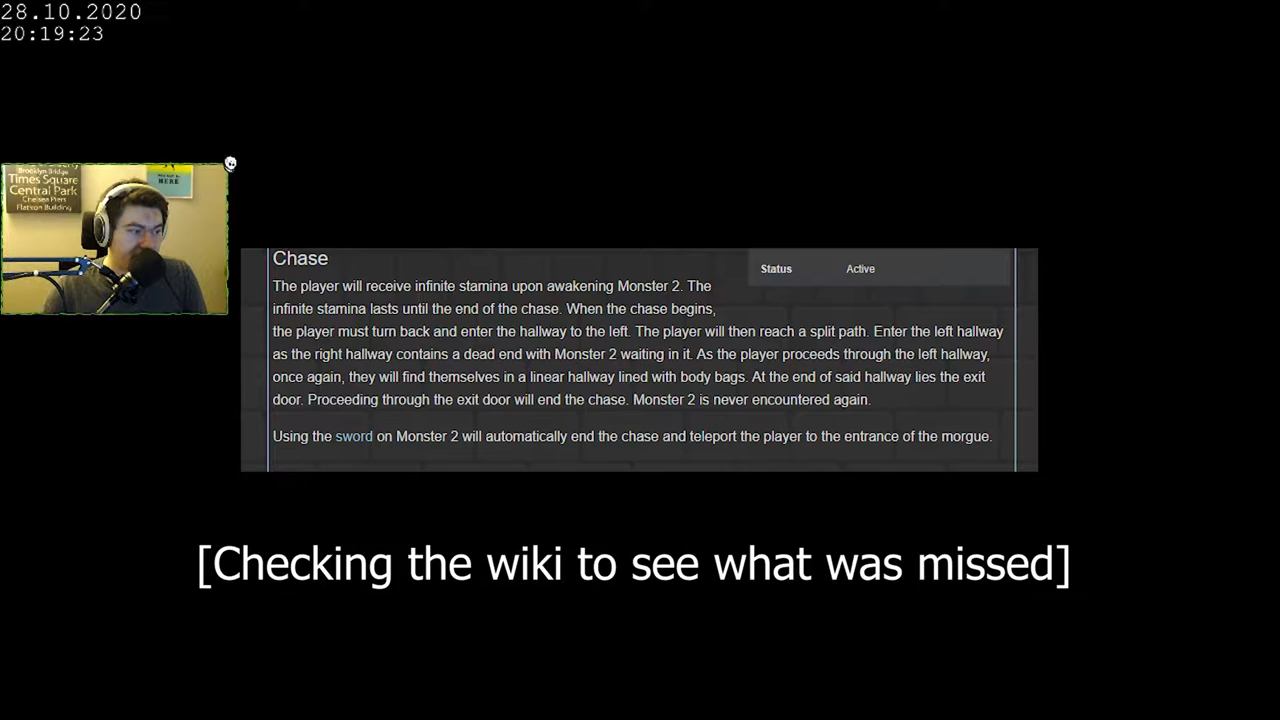 28.10.2020
20:19:23
Brooklyn Bridge
Times Square
Central Park
Chelsea Piers
Flatiron Building
HERE
Chase
Status Active
The player will receive infinite stamina upon awakening Monster 2. The
infinite stamina lasts until the end of the chase. When the chase begins,
the player must turn back and enter the hallway to the left. The player will then reach a split path. Enter the left hallway
as the right hallway contains a dead end with Monster 2 waiting in it. As the player proceeds through the left hallway,
once again, they will find themselves in a linear hallway lined with body bags. At the end of said hallway lies the exit
door. Proceeding through the exit door will end the chase. Monster 2 is never encountered again.
Using the sword on Monster 2 will automatically end the chase and teleport the player to the entrance of the morgue.
[Checking the wiki to see what was missed]